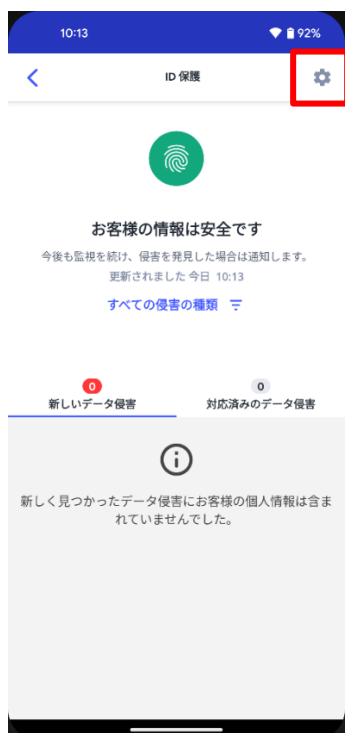 10:13 92%
ID 保護
お客様の情報は安全です
今後も監視を続け、侵害を発見した場合は通知します。
更新されました 今日 10:13
すべての侵害の種類
0 0
新しいデータ侵害 対応済みのデータ侵害
新しく見つかったデータ侵害にお客様の個人情報は含ま
れていませんでした。